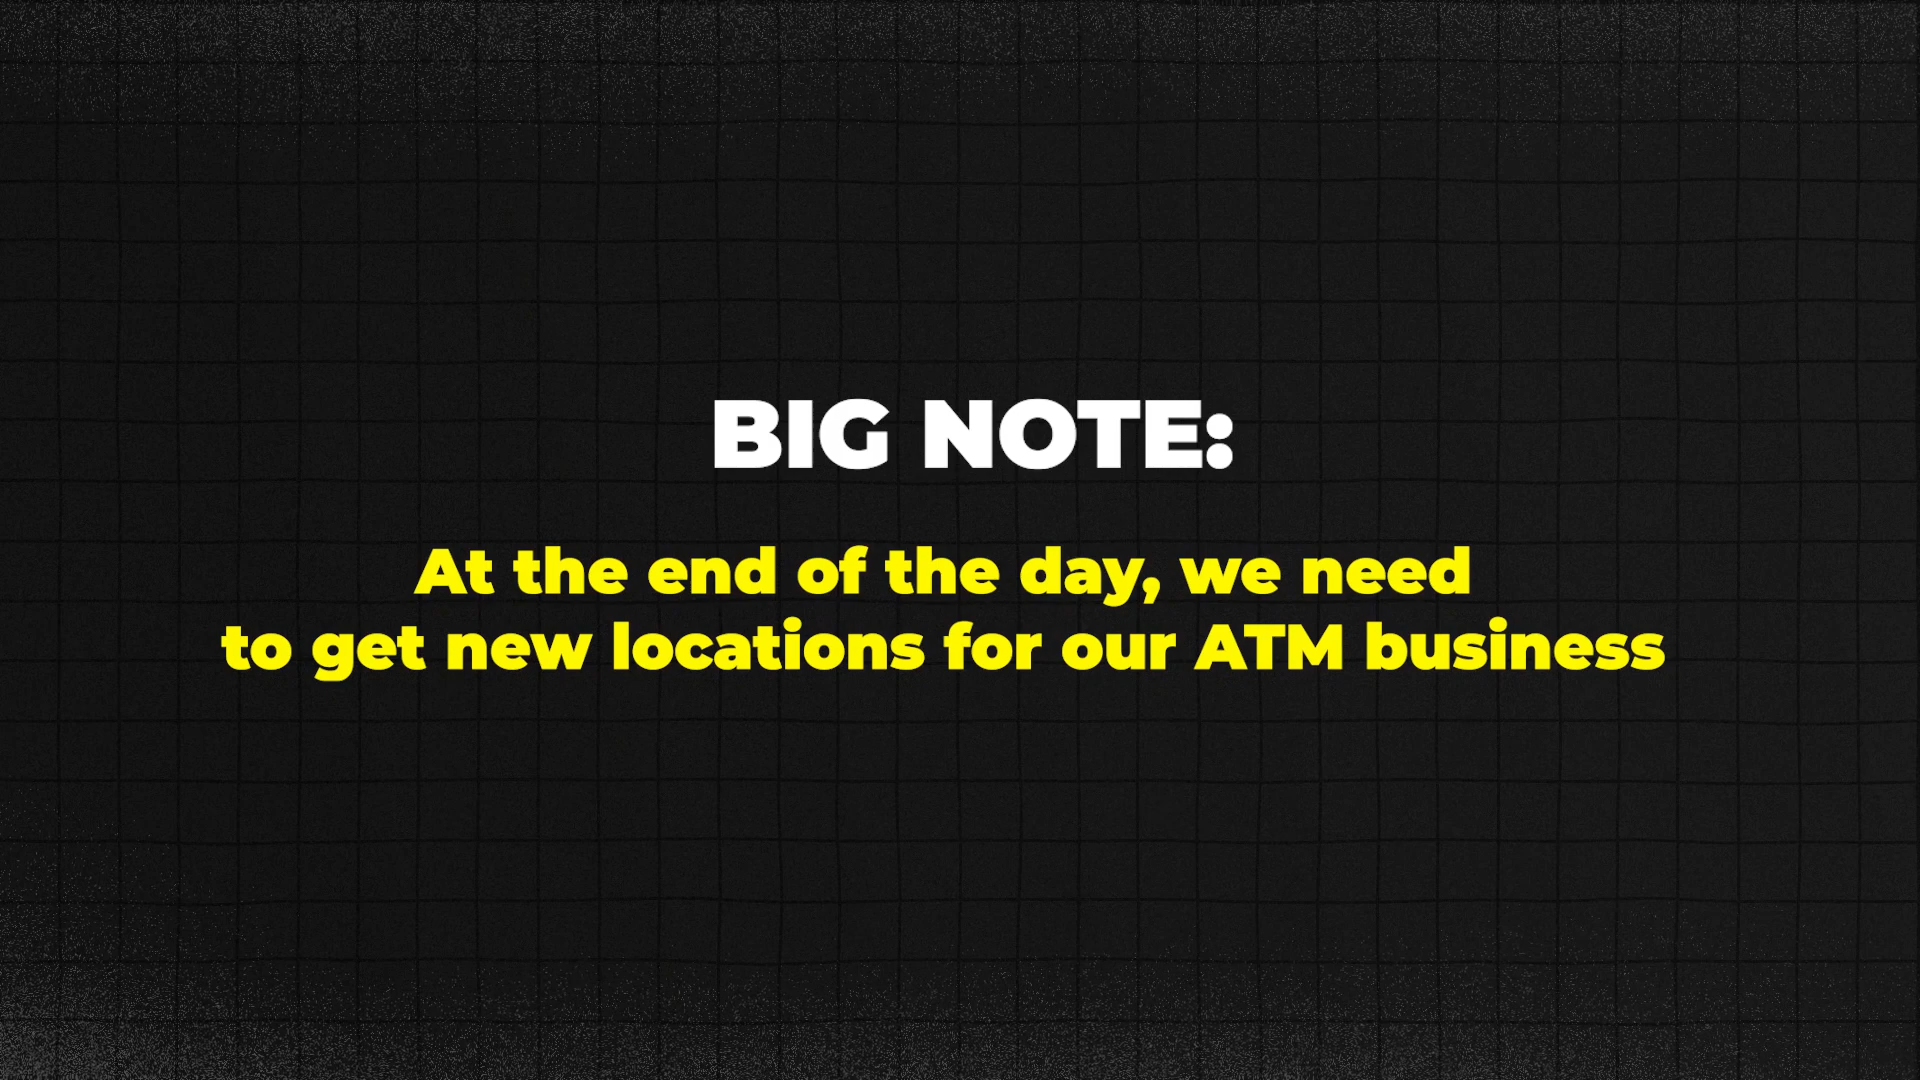 BIG NOTE:
At the end of the day, we need
to get new locations for our ATM business